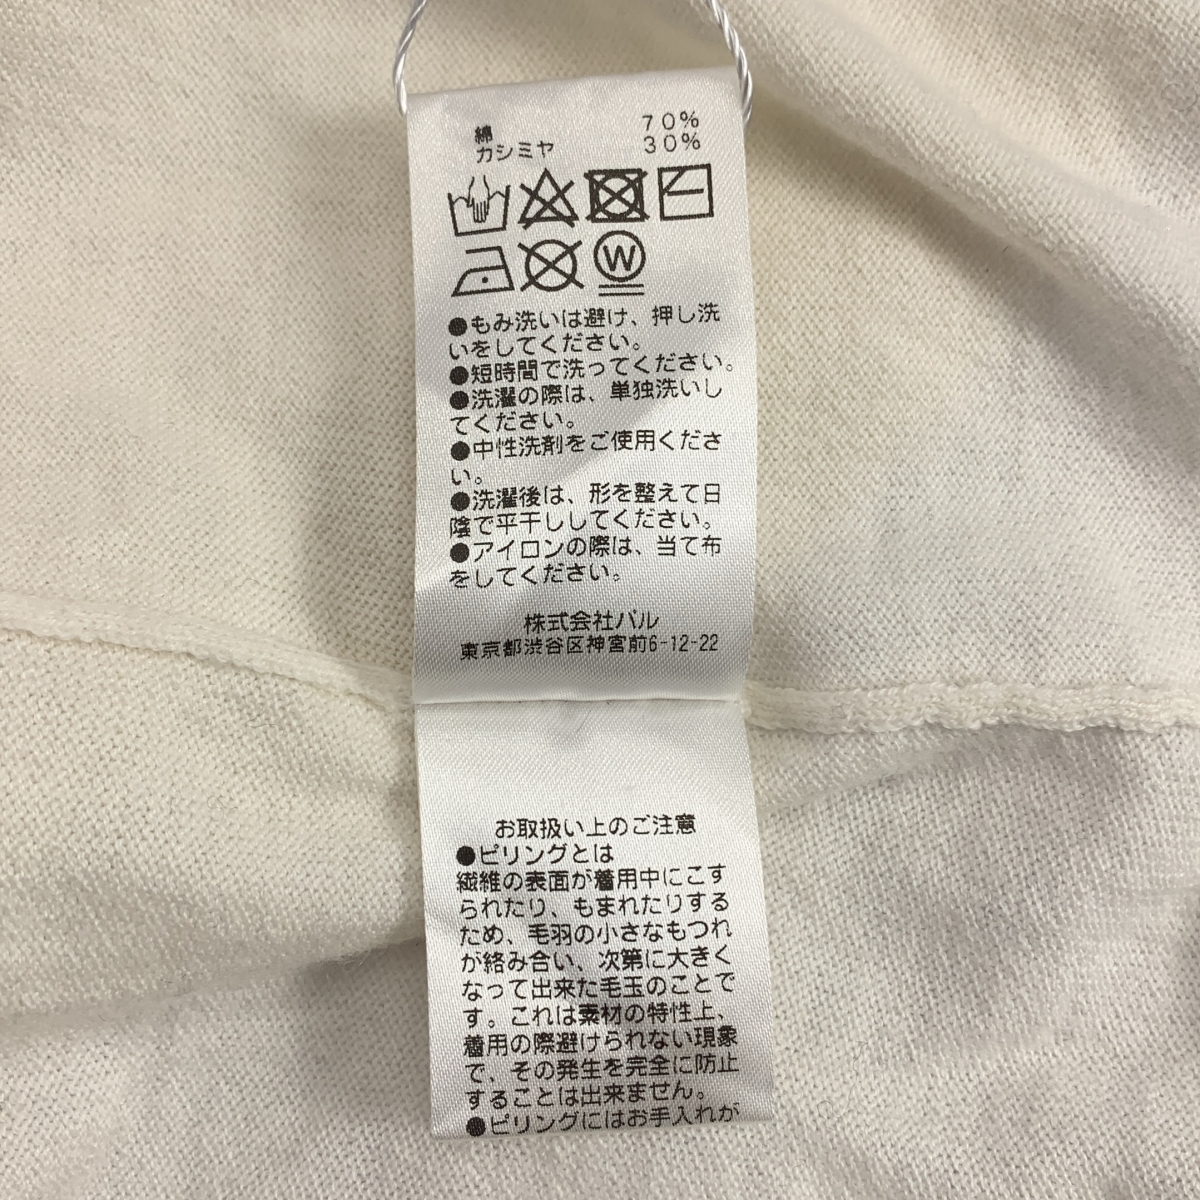 綿 70%
カシミヤ 30%
W
●もみ洗いは避け、押し洗
いをしてください。
●短時間で洗ってください。
●洗濯の際は、単独洗いし
てください。
●中性洗剤をご使用くださ
い。
●洗濯後は、形を整えて日
陰で平干ししてください。
●アイロンの際は、当て布
をしてください。
株式会社パル
東京都渋谷区神宮前6-12-22
お取扱い上のご注意
●ピリングとは
繊維の表面が着用中にこす
られたり、もまれたりする
ため、毛羽の小さなもつれ
が絡み合い、次第に大きく
なって出来た毛玉のことで
す。これは素材の特性上、
着用の際避けられない現象
で、その発生を完全に防止
することは出来ません。
●ピリングにはお手入れが